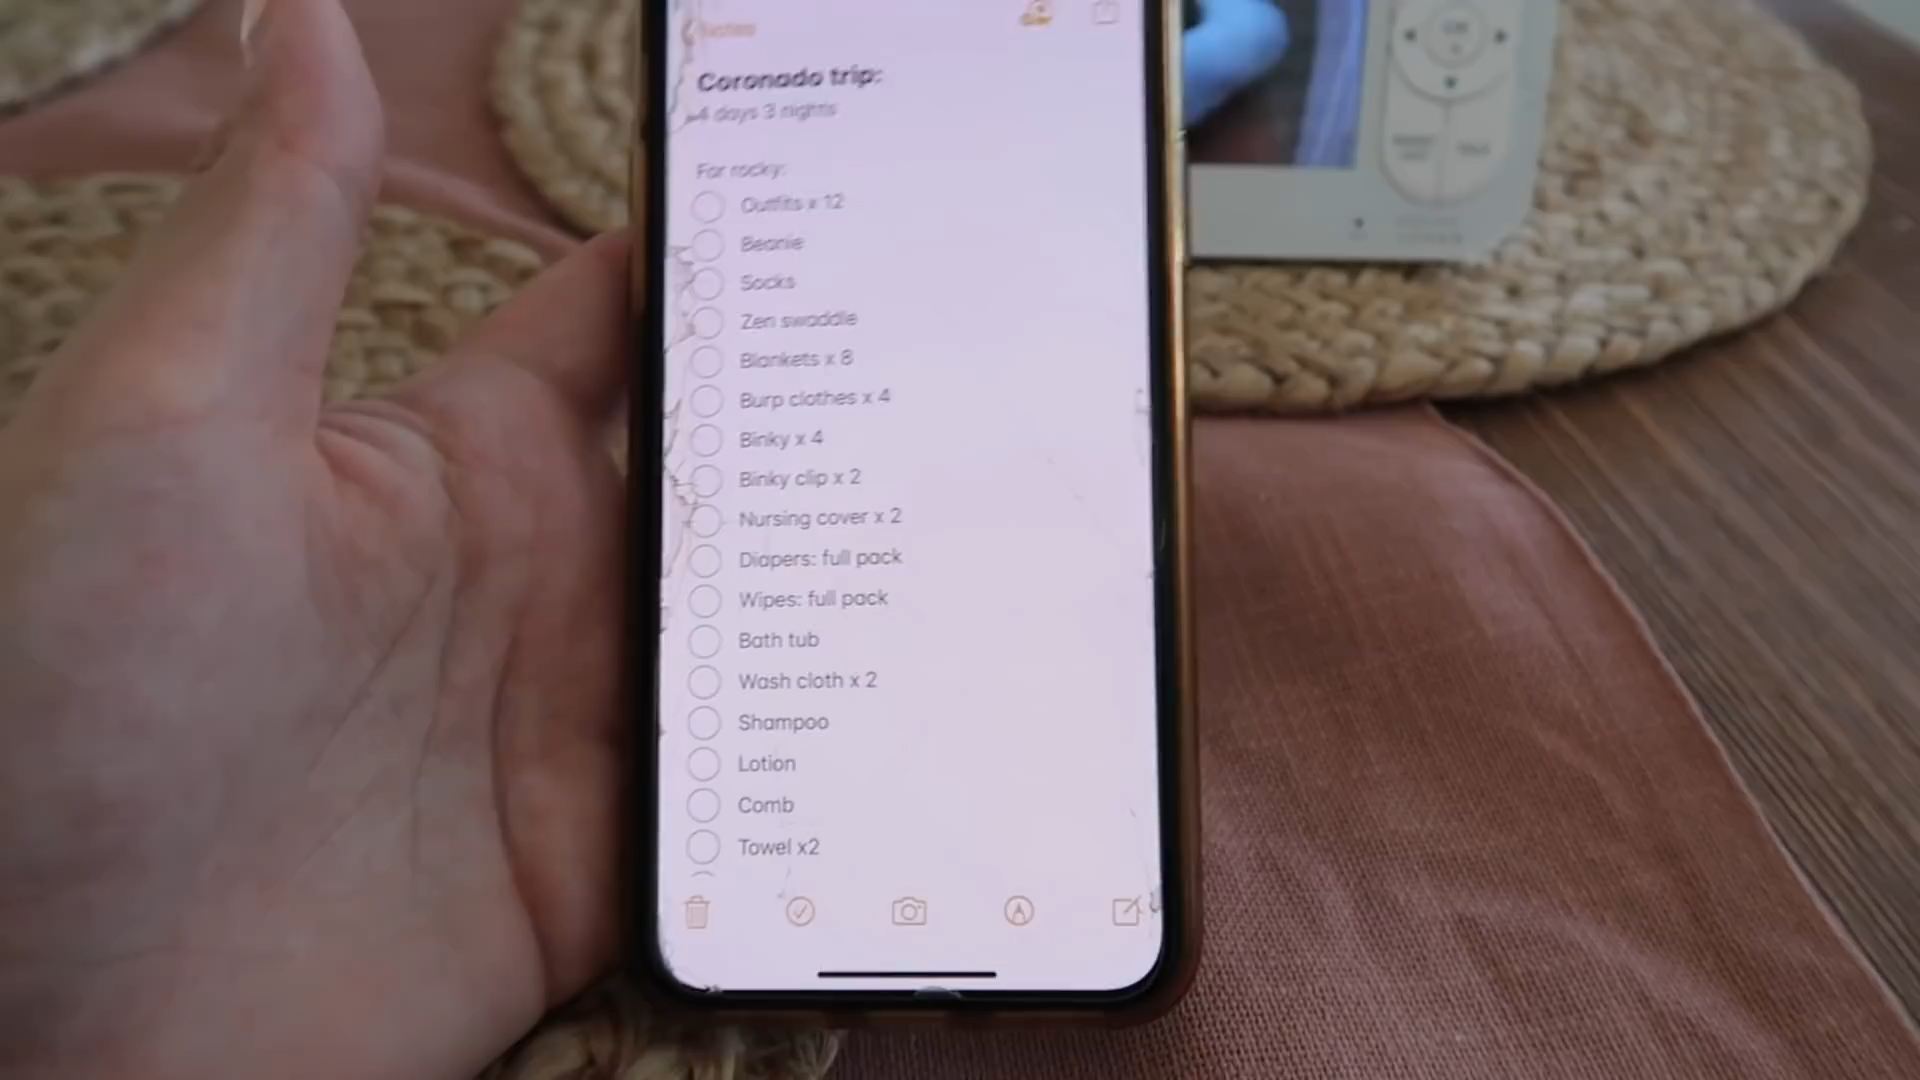 Notes
Coronado trip:
4 days 3 nights
For rocky:
Outfits x 12
Beanie
Socks
Zen swaddle
Blankets x 8
Burp clothes x 4
Binky x 4
Binky clip x 2
Nursing cover x 2
Diapers: full pack
Wipes: full pack
Bath tub
Wash cloth x 2
Shampoo
Lotion
Comb
Towel x2